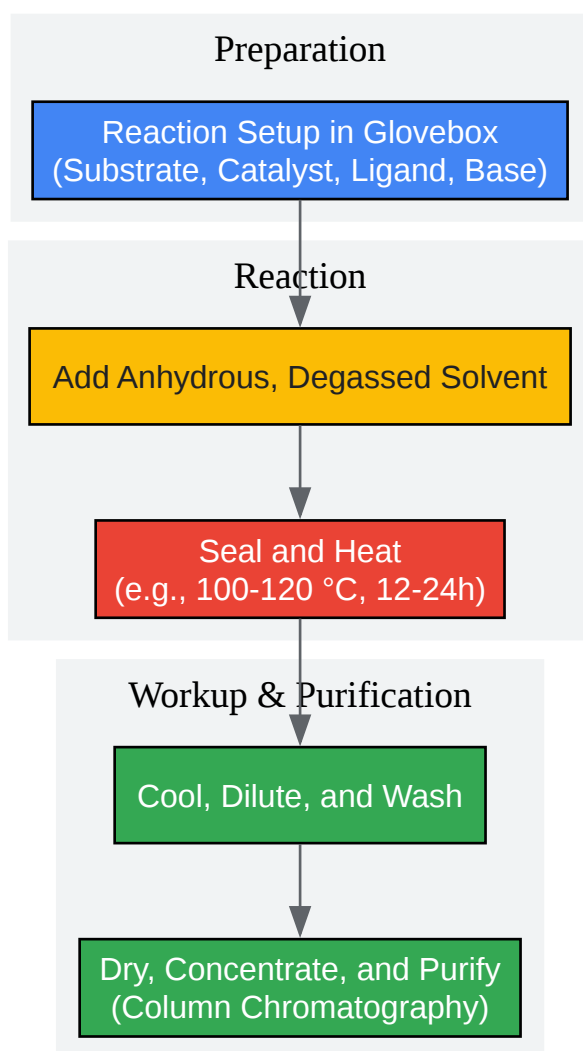 Preparation
Reaction Setup in Glovebox
(Substrate, Catalyst, Ligand, Base)
Reaction
Add Anhydrous, Degassed Solvent
Seal and Heat
(e.g., 100-120 °C, 12-24h)
Workup & Purification
Cool, Dilute, and Wash
Dry, Concentrate, and Purify
(Column Chromatography)